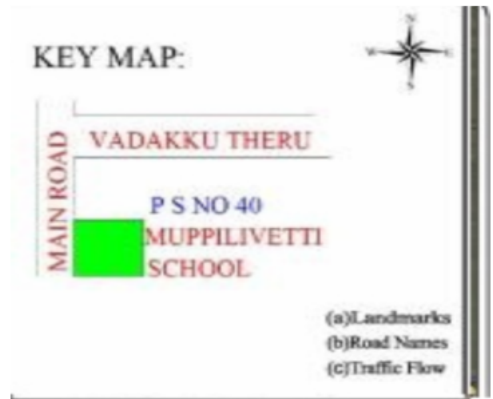 N
KEY MAP:
W E
S
VADAKKU THERU
MAIN ROAD
P S NO 40
MUPPILIVETTI
SCHOOL
(a)Landmarks
(b)Road Names
(c)Traffic Flow